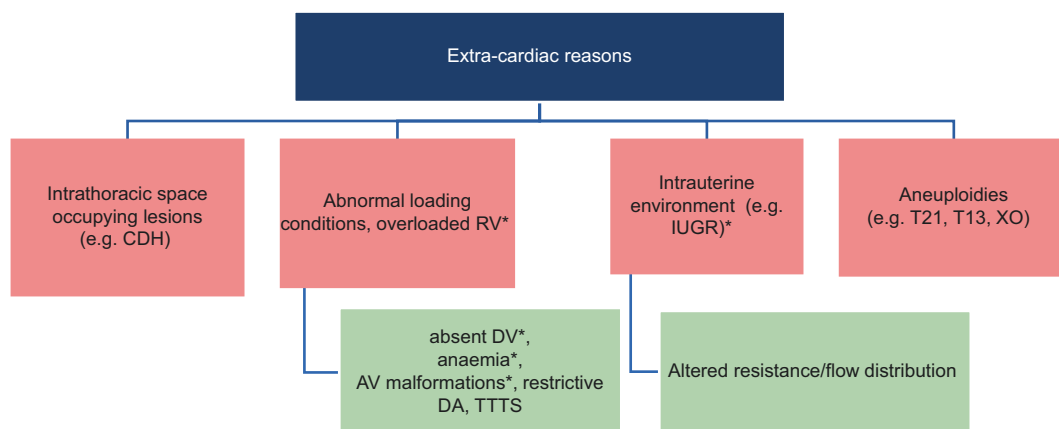 Extra-cardiac reasons
Intrathoracic space
occupying lesions
(e.g. CDH)
Abnormal loading
conditions, overloaded RV*
Intrauterine
environment (e.g.
IUGR)*
Aneuploidies
(e.g. T21, T13, XO)
absent DV*,
anaemia*,
AV malformations*, restrictive
DA, TTTS
Altered resistance/flow distribution